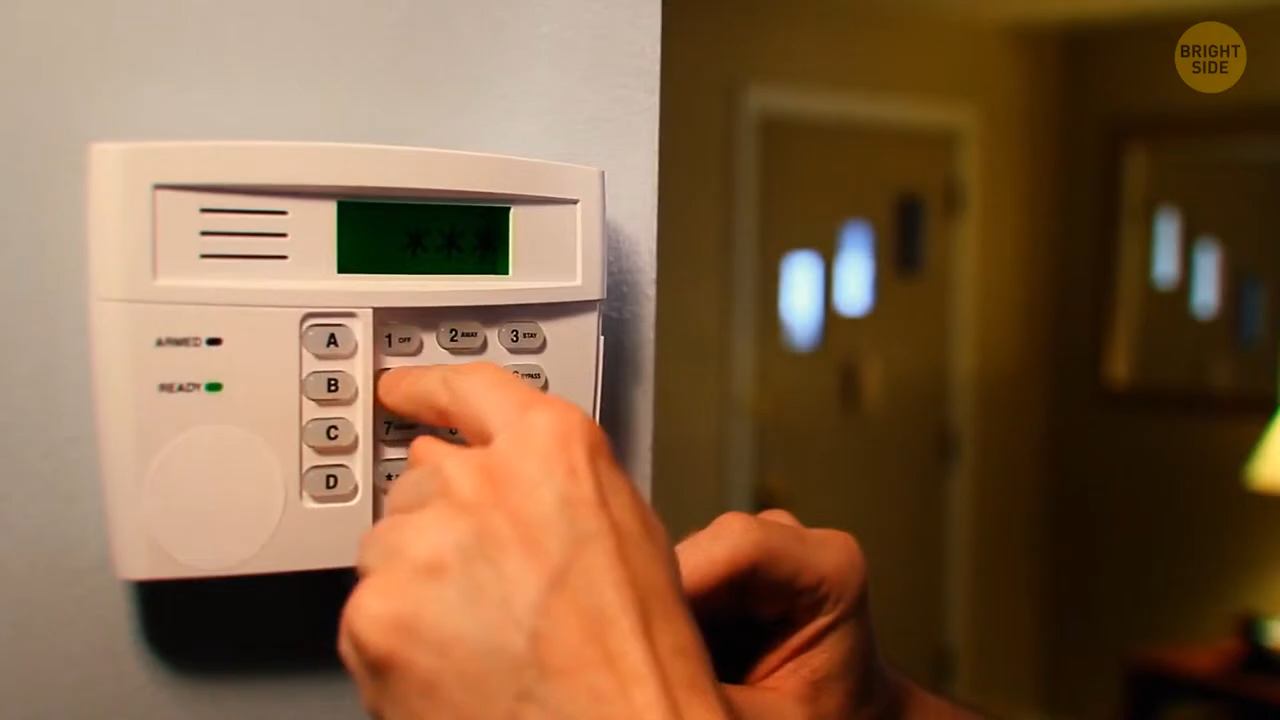 BRIGHT
SIDE
***
ARMED
READY
A
B
C
D
1 OFF
2 AWAY
3 STAY
BYPASS
7
*